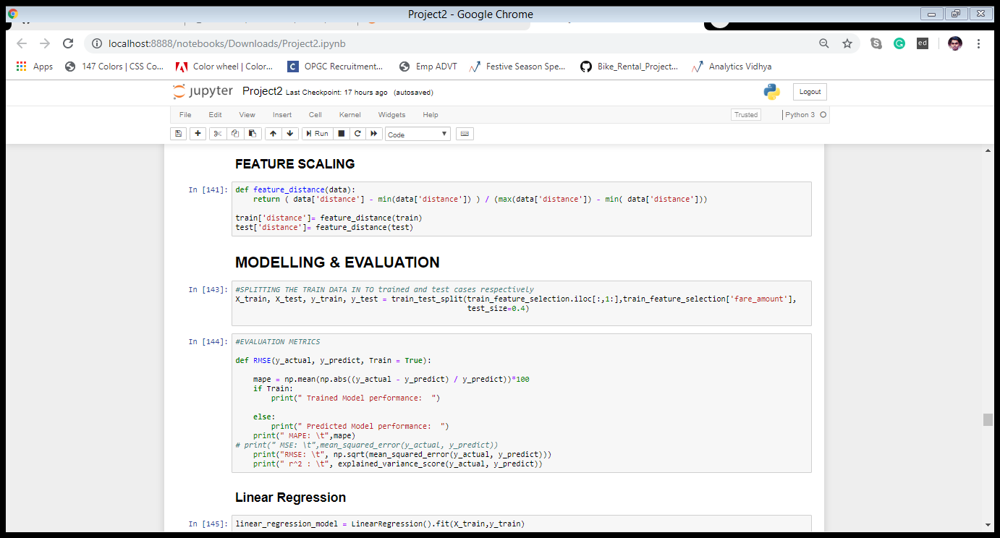 Project2 - Google Chrome
localhost:8888/notebooks/Downloads/Project2.ipynb
ed
Apps 147 Colors | CSS Co... Color wheel | Color... C OPGC Recruitment... Emp ADVT Festive Season Spe... Bike_Rental_Project... Analytics Vidhya
jupyter Project2 Last Checkpoint: 17 hours ago (autosaved) Logout
File Edit View Insert Cell Kernel Widgets Help Trusted Python 3
Run Code
FEATURE SCALING
In [141]: def feature_distance(data):
return ( data['distance'] - min(data['distance']) ) / (max(data['distance']) - min( data['distance']))
train['distance']= feature_distance(train)
test['distance']= feature_distance(test)
MODELLING & EVALUATION
In [143]: #SPLITTING THE TRAIN DATA IN TO trained and test cases respectively
X_train, X_test, y_train, y_test = train_test_split(train_feature_selection.iloc[:,1:],train_feature_selection['fare_amount'],
test_size=0.4)
In [144]: #EVALUATION METRICS
def RMSE(y_actual, y_predict, Train = True):
mape = np.mean(np.abs((y_actual - y_predict) / y_predict))*100
if Train:
print(" Trained Model performance:  ")
else:
print(" Predicted Model performance:  ")
print(" MAPE: \t",mape)
# print(" MSE: \t",mean_squared_error(y_actual, y_predict))
print("RMSE: \t", np.sqrt(mean_squared_error(y_actual, y_predict)))
print(" r^2 : \t", explained_variance_score(y_actual, y_predict))
Linear Regression
In [145]: linear_regression_model = LinearRegression().fit(X_train,y_train)